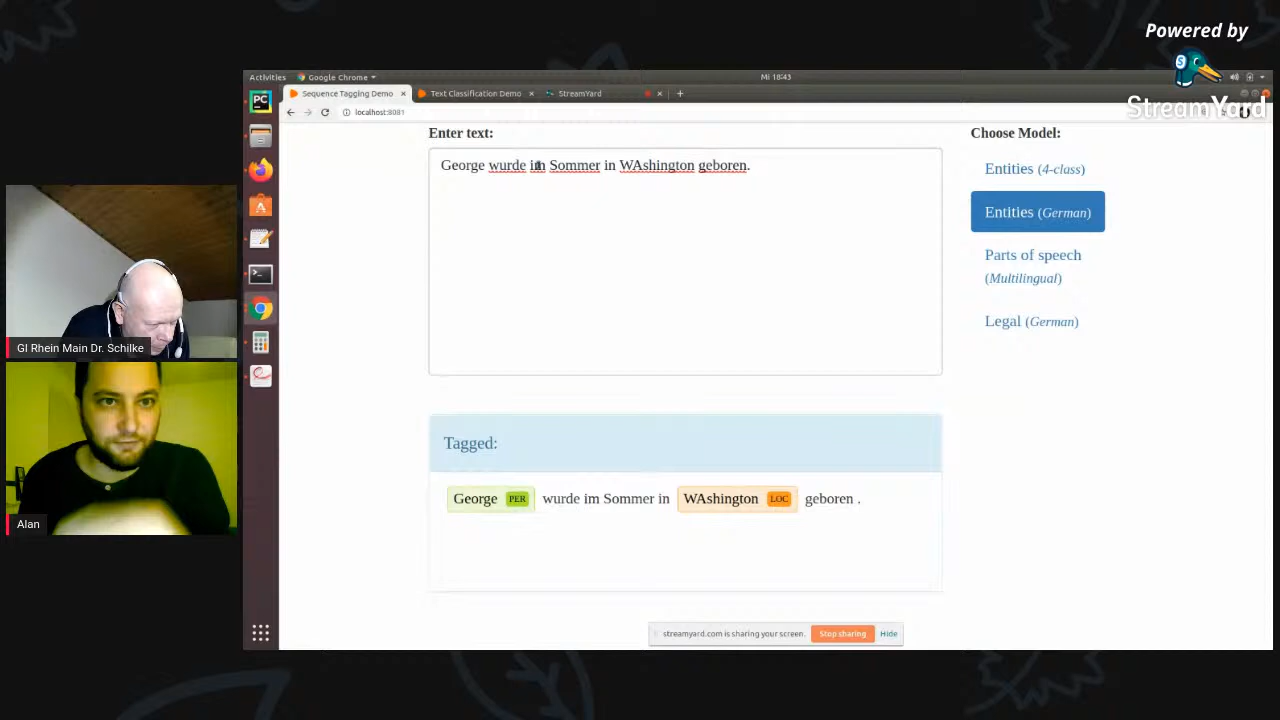 Powered by
StreamYard
Activities
Google Chrome
Mi 18:43
Sequence Tagging Demo
Text Classification Demo
StreamYard
localhost:8081
Enter text:
George wurde im Sommer in WAshington geboren.
Choose Model:
Entities (4-class)
Entities (German)
Parts of speech
(Multilingual)
Legal (German)
Tagged:
George PER wurde im Sommer in WAshington LOC geboren .
GI Rhein Main Dr. Schilke
Alan
streamyard.com is sharing your screen.
Stop sharing
Hide